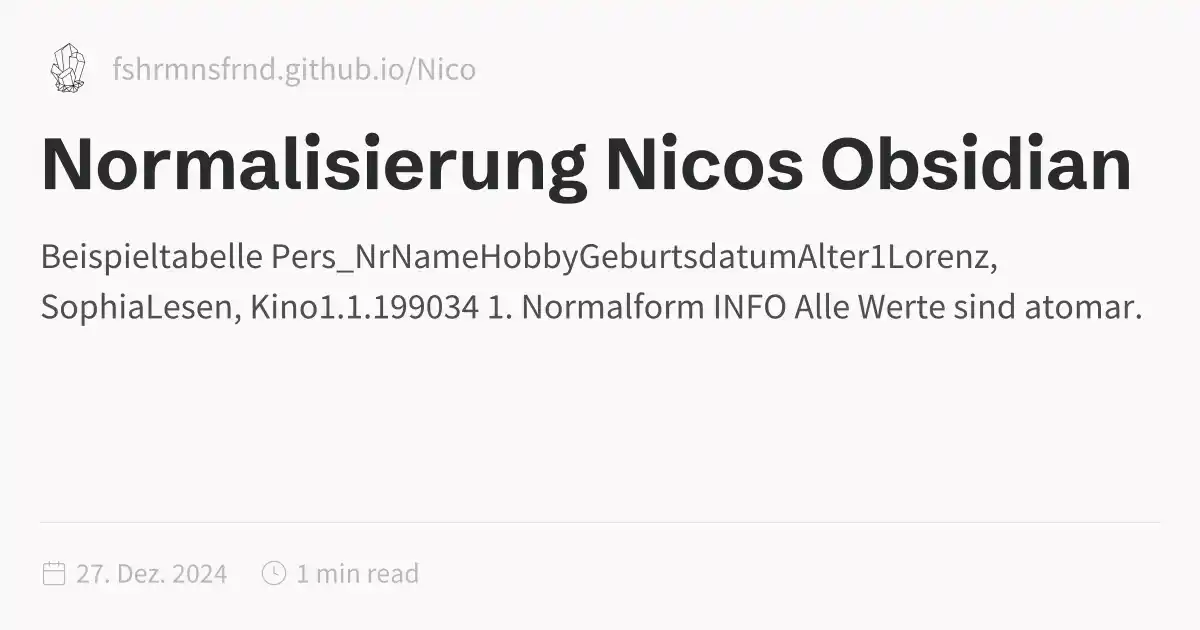 fshrmnsfrnd.github.io/Nico
Normalisierung Nicos Obsidian
Beispieltabelle Pers_NrNameHobbyGeburtsdatumAlter1Lorenz,
SophiaLesen, Kino1.1.199034 1. Normalform INFO Alle Werte sind atomar.
27. Dez. 2024 1 min read